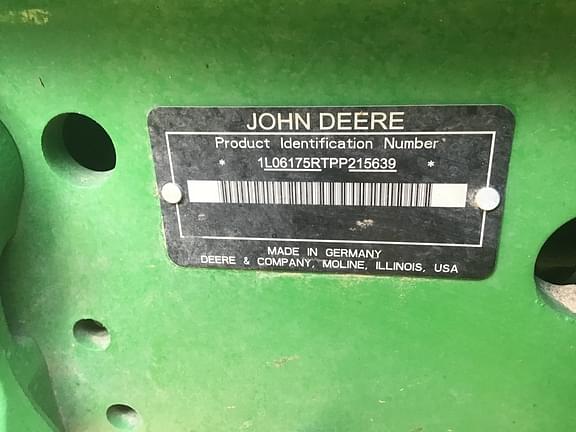 JOHN DEERE
Product Identification Number
* 1L06175RTPP215639 *
MADE IN GERMANY
DEERE & COMPANY, MOLINE, ILLINOIS, USA